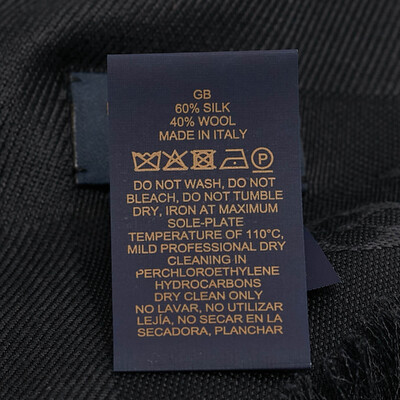 GB
60% SILK
40% WOOL
MADE IN ITALY
P
DO NOT WASH, DO NOT
BLEACH, DO NOT TUMBLE
DRY, IRON AT MAXIMUM
SOLE-PLATE
TEMPERATURE OF 110°C,
MILD PROFESSIONAL DRY
CLEANING IN
PERCHLOROETHYLENE
HYDROCARBONS
DRY CLEAN ONLY
NO LAVAR, NO UTILIZAR
LEJÍA, NO SECAR EN LA
SECADORA, PLANCHAR